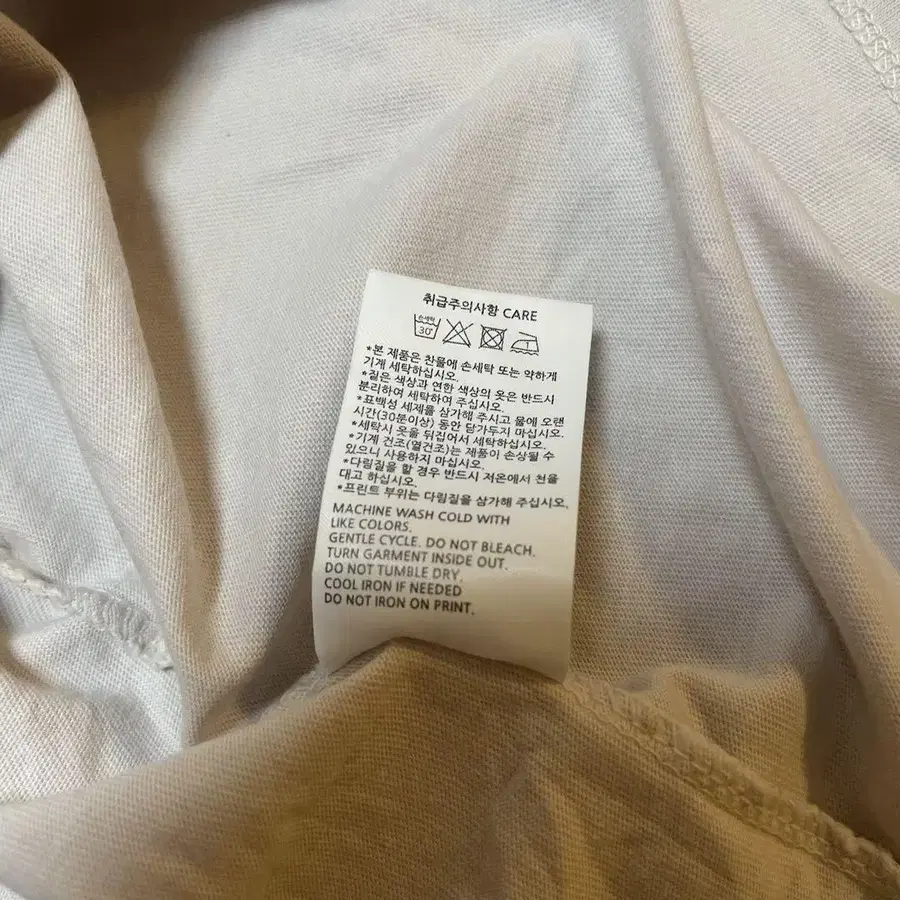 취급주의사항 CARE
손세탁
30°
1
*본 제품은 찬물에 손세탁 또는 약하게
기계 세탁하십시오.
*짙은 색상과 연한 색상의 옷은 반드시
분리하여 세탁하여 주십시오.
*표백성 세제를 삼가해 주시고 물에 오랜
시간(30분이상) 동안 담가두지 마십시오.
*세탁시 옷을 뒤집어서 세탁하십시오.
*기계 건조(열건조)는 제품이 손상될 수
있으니 사용하지 마십시오.
*다림질을 할 경우 반드시 저온에서 천을
대고 하십시오.
*프린트 부위는 다림질을 삼가해 주십시오.
MACHINE WASH COLD WITH
LIKE COLORS.
GENTLE CYCLE. DO NOT BLEACH.
TURN GARMENT INSIDE OUT.
DO NOT TUMBLE DRY.
COOL IRON IF NEEDED
DO NOT IRON ON PRINT.